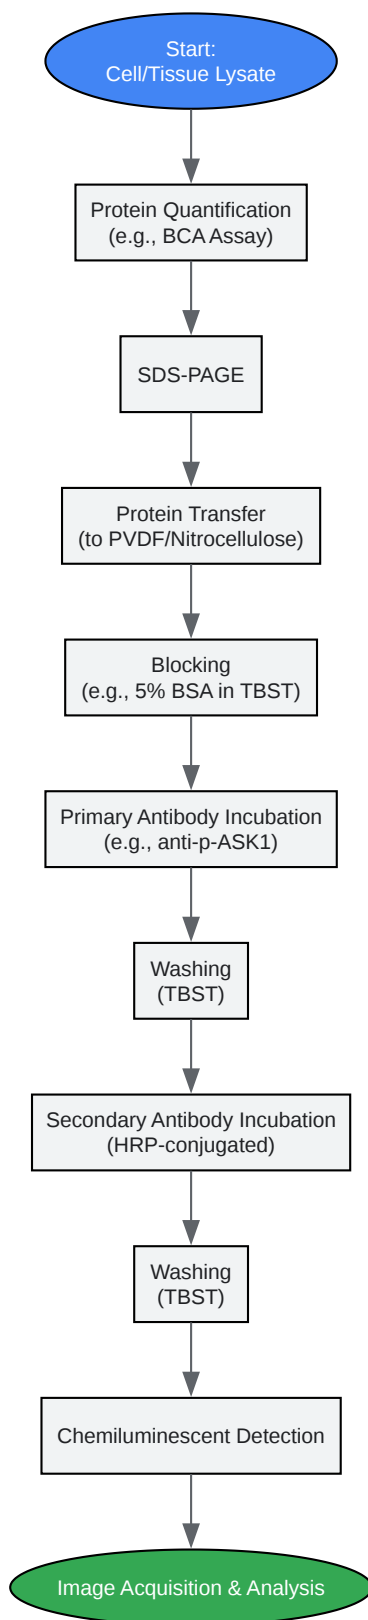 Start:
Cell/Tissue Lysate
Protein Quantification
(e.g., BCA Assay)
SDS-PAGE
Protein Transfer
(to PVDF/Nitrocellulose)
Blocking
(e.g., 5% BSA in TBST)
Primary Antibody Incubation
(e.g., anti-p-ASK1)
Washing
(TBST)
Secondary Antibody Incubation
(HRP-conjugated)
Washing
(TBST)
Chemiluminescent Detection
Image Acquisition & Analysis